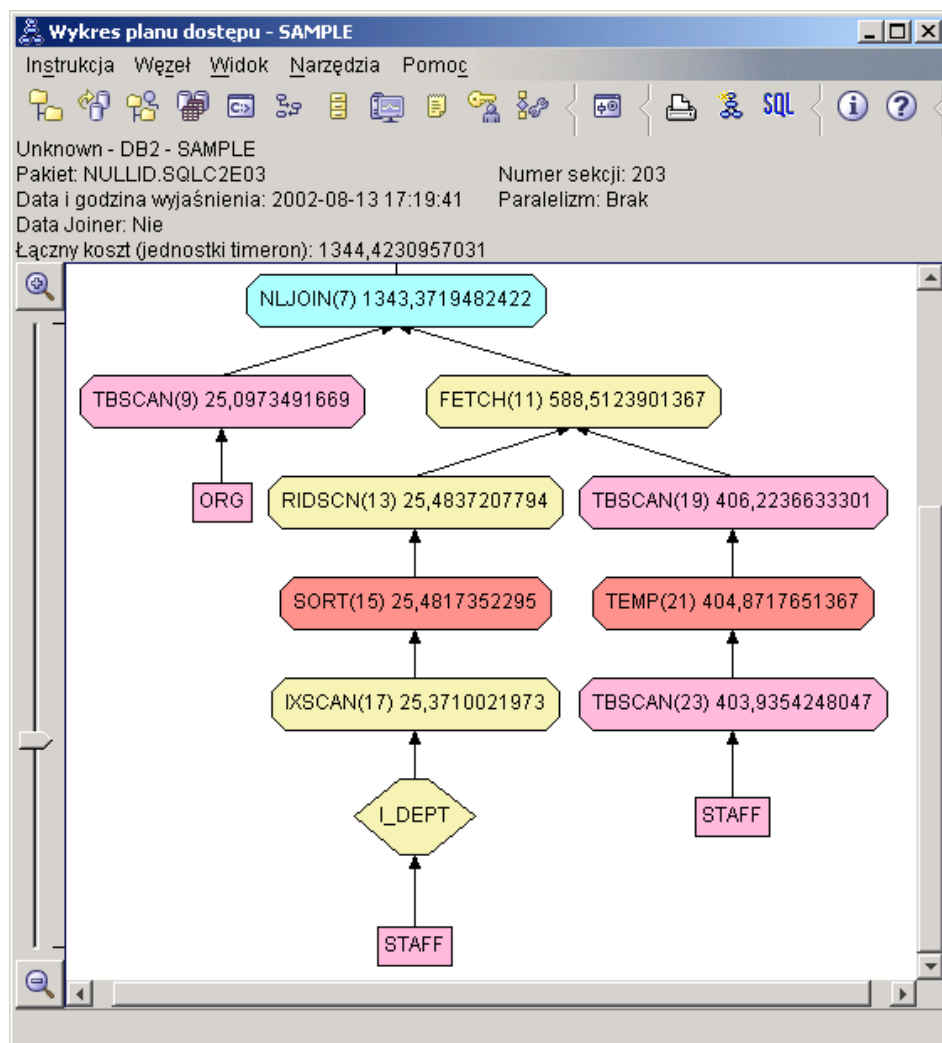 Wykres planu dostępu - SAMPLE
Instrukcja Węzeł Widok Narzędzia Pomoc
C:> SQL i ?
Unknown - DB2 - SAMPLE
Pakiet: NULLID.SQLC2E03 Numer sekcji: 203
Data i godzina wyjaśnienia: 2002-08-13 17:19:41 Paralelizm: Brak
Data Joiner: Nie
Łączny koszt (jednostki timeron): 1344,4230957031
NLJOIN(7) 1343,3719482422
TBSCAN(9) 25,0973491669 FETCH(11) 588,5123901367
ORG RIDSCN(13) 25,4837207794 TBSCAN(19) 406,2236633301
SORT(15) 25,4817352295 TEMP(21) 404,8717651367
IXSCAN(17) 25,3710021973 TBSCAN(23) 403,9354248047
I_DEPT STAFF
STAFF